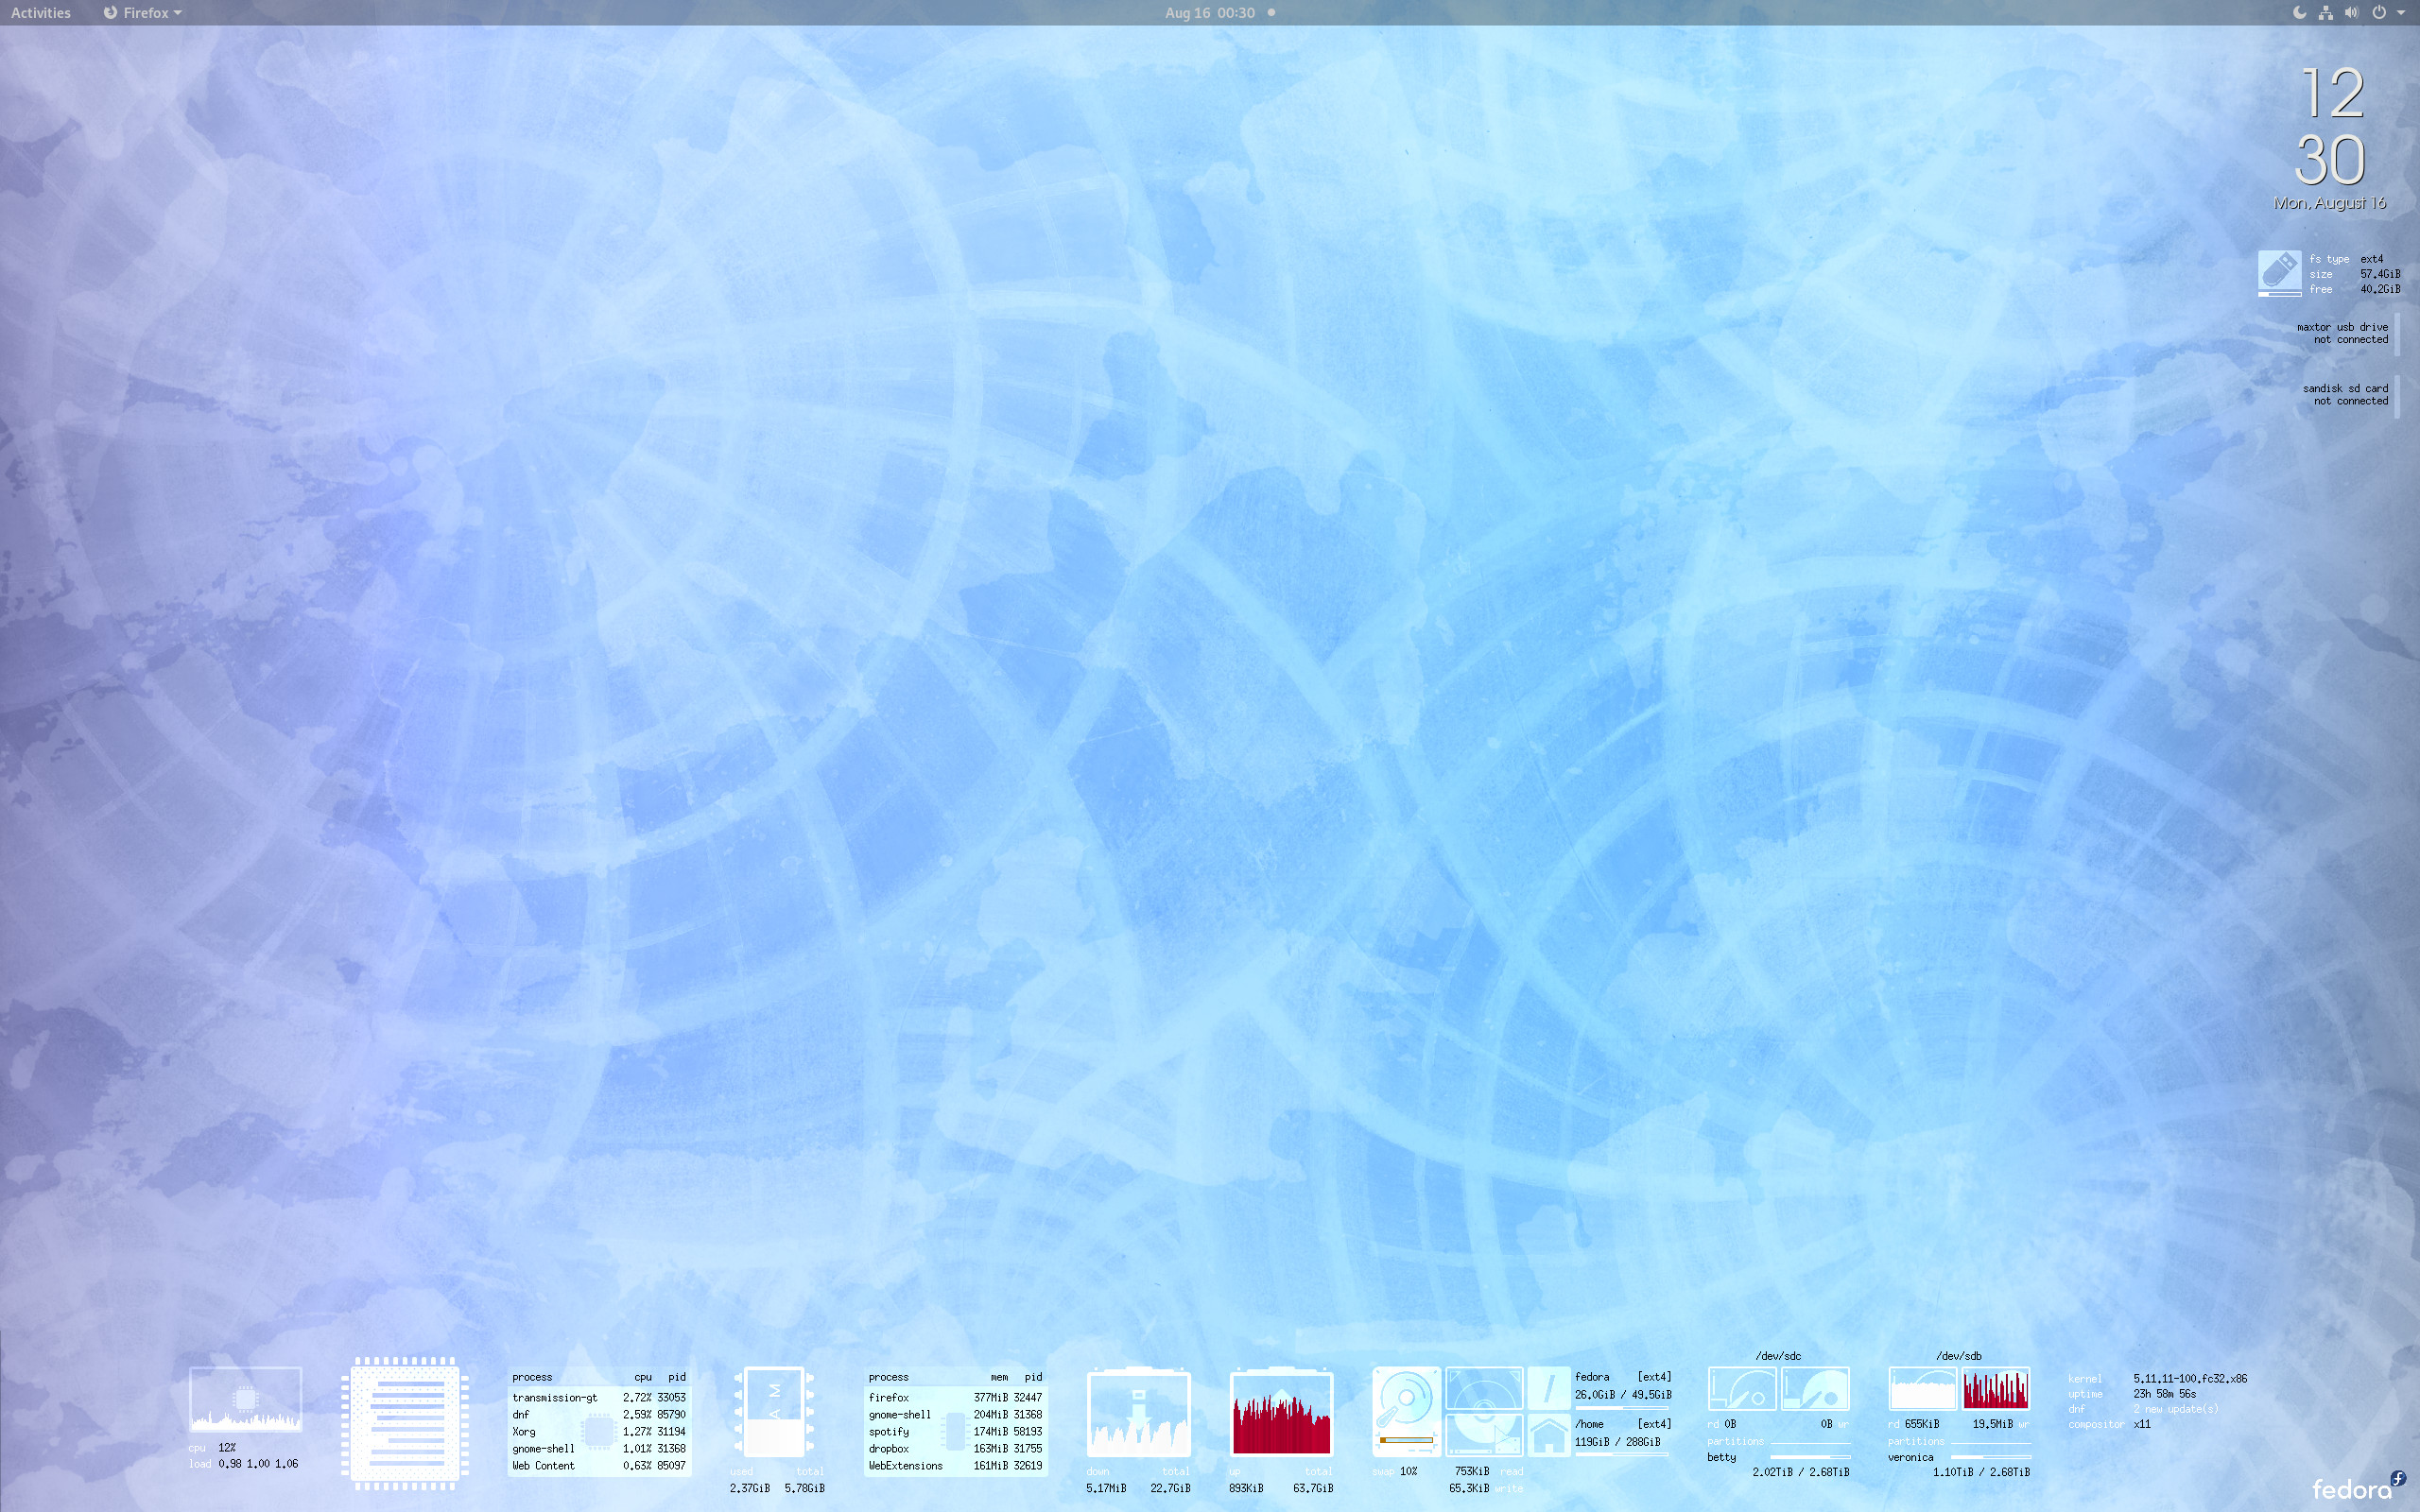 Activities Firefox Aug 16 00:30
12
30
Mon, August 16
fs type ext4
size 57.4GiB
free 40.2GiB
maxtor usb drive
not connected
sandisk sd card
not connected
cpu 12%
load 0.98 1.00 1.06
process cpu pid
transmission-gt 2.72% 33053
dnf 2.59% 85790
Xorg 1.27% 31194
gnome-shell 1.01% 31368
Web Content 0.63% 85097
A M
used total
2.37GiB 5.78GiB
process mem pid
firefox 377MiB 32447
gnome-shell 204MiB 31368
spotify 174MiB 58193
dropbox 163MiB 31755
WebExtensions 161MiB 32619
down total
5.17MiB 22.7GiB
up total
893KiB 63.7GiB
swap 10%
753KiB read
65.3KiB write
/
fedora [ext4]
26.0GiB / 49.5GiB
/home [ext4]
119GiB / 288GiB
/dev/sdc
rd 0B 0B wr
partitions
betty
2.02TiB / 2.68TiB
/dev/sdb
rd 655KiB 19.5MiB wr
partitions
veronica
1.10TiB / 2.68TiB
kernel 5.11.11-100.fc32.x86
uptime 23h 58m 56s
dnf 2 new update(s)
compositor x11
fedora